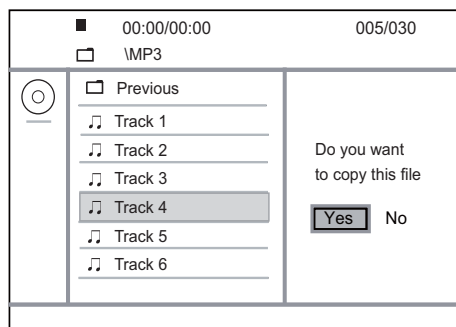 00:00/00:00 005/030
\MP3
Previous
Track 1
Track 2
Track 3
Track 4
Track 5
Track 6
Do you want
to copy this file
Yes No